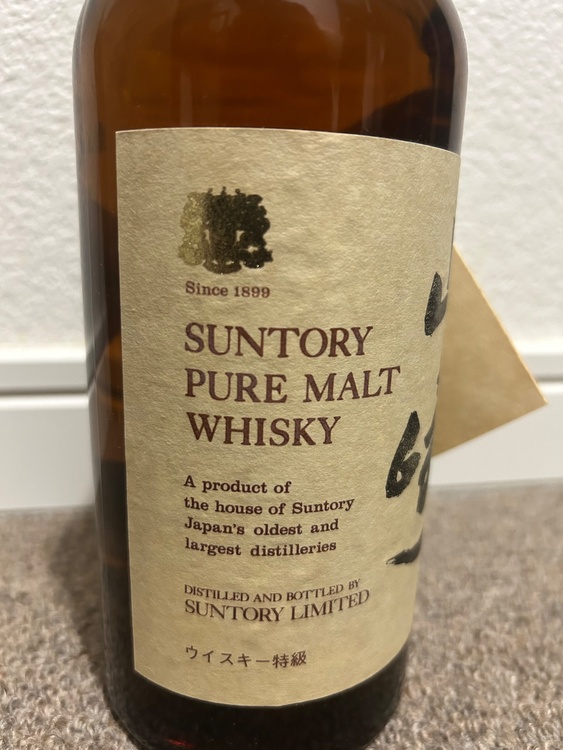 Since 1899
SUNTORY
PURE MALT
WHISKY
A product of
the house of Suntory
Japan's oldest and
largest distilleries
DISTILLED AND BOTTLED BY
SUNTORY LIMITED
ウイスキー特級